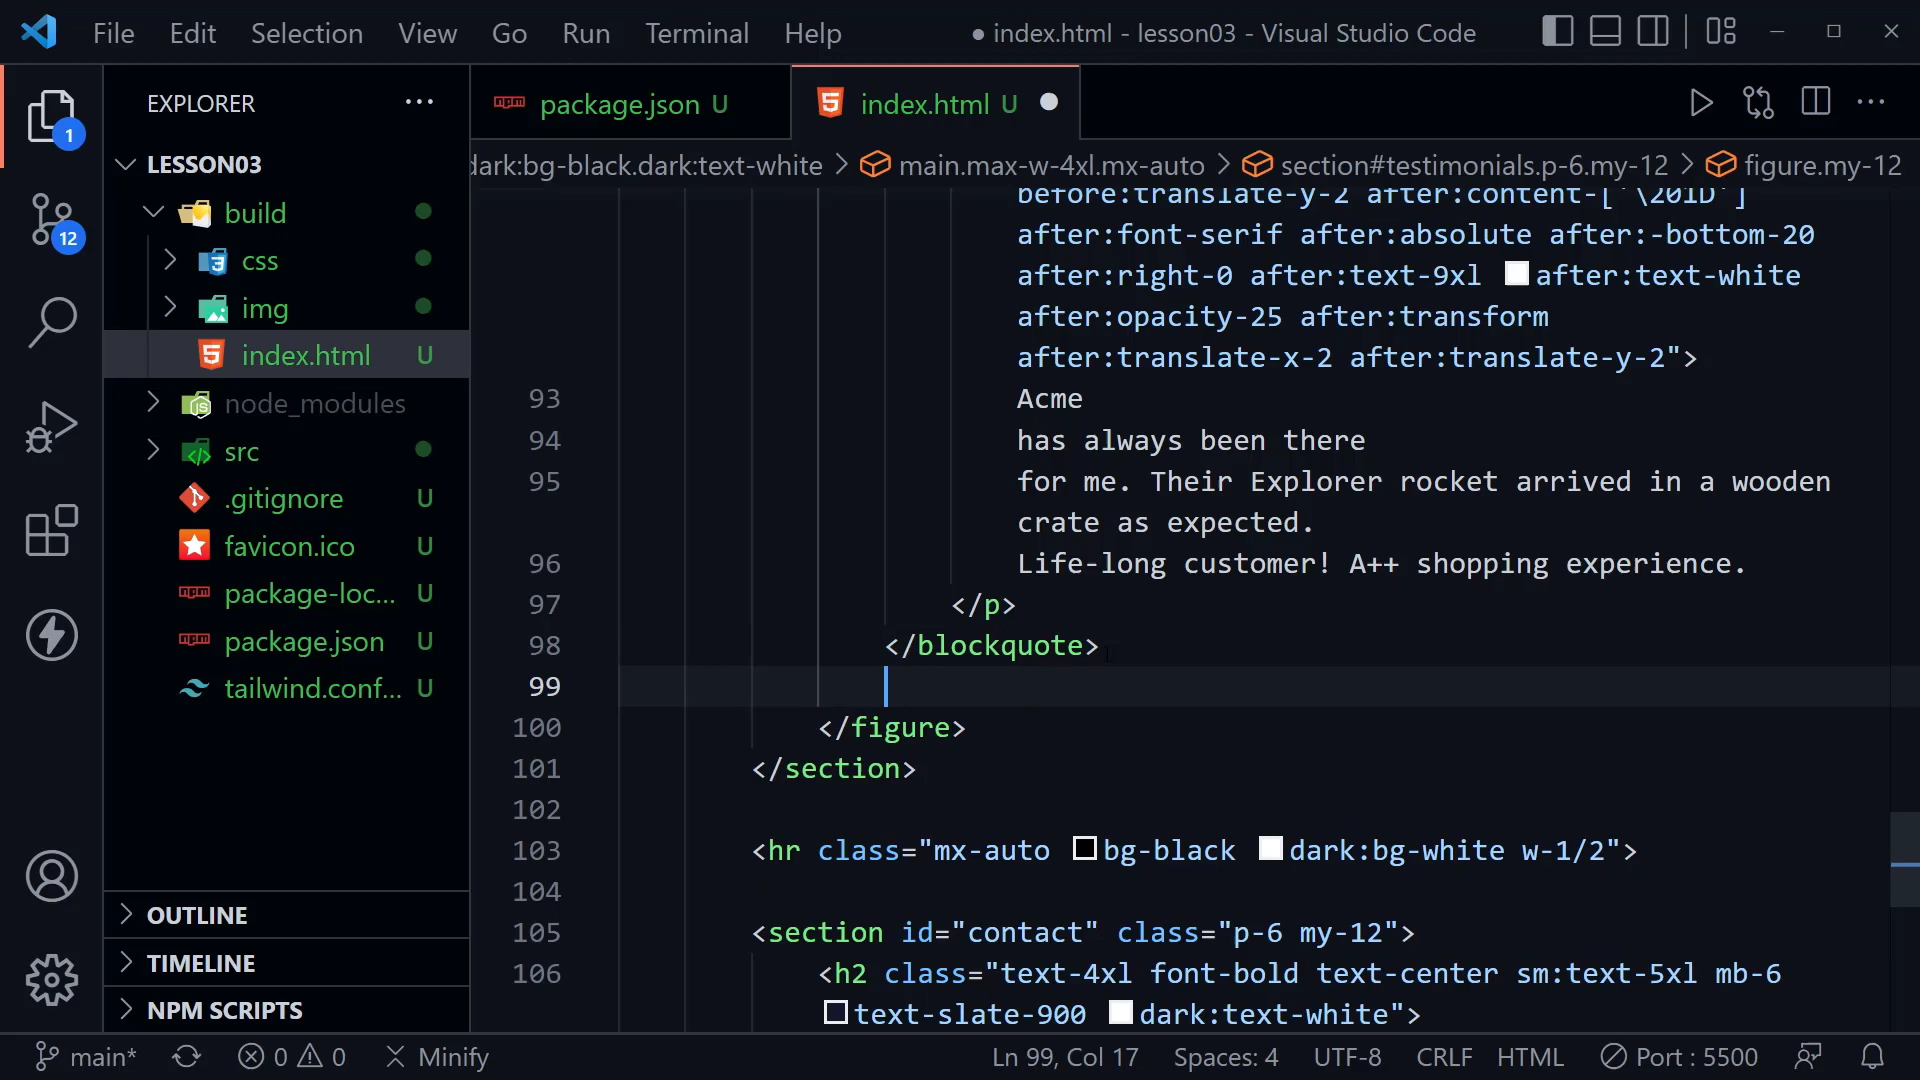 File Edit Selection View Go Run Terminal Help ● index.html - lesson03 - Visual Studio Code
EXPLORER ···
1
12
LESSON03
build
css
img
index.html U
node_modules
src
.gitignore U
favicon.ico U
package-loc... U
package.json U
tailwind.conf... U
OUTLINE
TIMELINE
NPM SCRIPTS
package.json U index.html U
dark:bg-black.dark:text-white > main.max-w-4xl.mx-auto > section#testimonials.p-6.my-12 > figure.my-12
before:translate-y-2 after:content-['\201D']
after:font-serif after:absolute after:-bottom-20
after:right-0 after:text-9xl after:text-white
after:opacity-25 after:transform
after:translate-x-2 after:translate-y-2">
93 Acme
94 has always been there
95 for me. Their Explorer rocket arrived in a wooden
crate as expected.
96 Life-long customer! A++ shopping experience.
97 </p>
98 </blockquote>
99
100 </figure>
101 </section>
102
103 <hr class="mx-auto bg-black dark:bg-white w-1/2">
104
105 <section id="contact" class="p-6 my-12">
106 <h2 class="text-4xl font-bold text-center sm:text-5xl mb-6
text-slate-900 dark:text-white">
main* 0 0 Minify Ln 99, Col 17 Spaces: 4 UTF-8 CRLF HTML Port : 5500